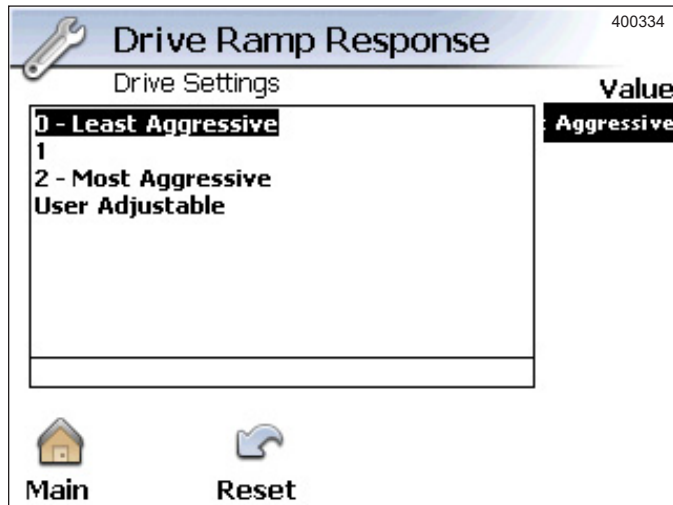 400334
Drive Ramp Response
Drive Settings
Value
0 - Least Aggressive
: Aggressive
1
2 - Most Aggressive
User Adjustable
Main
Reset